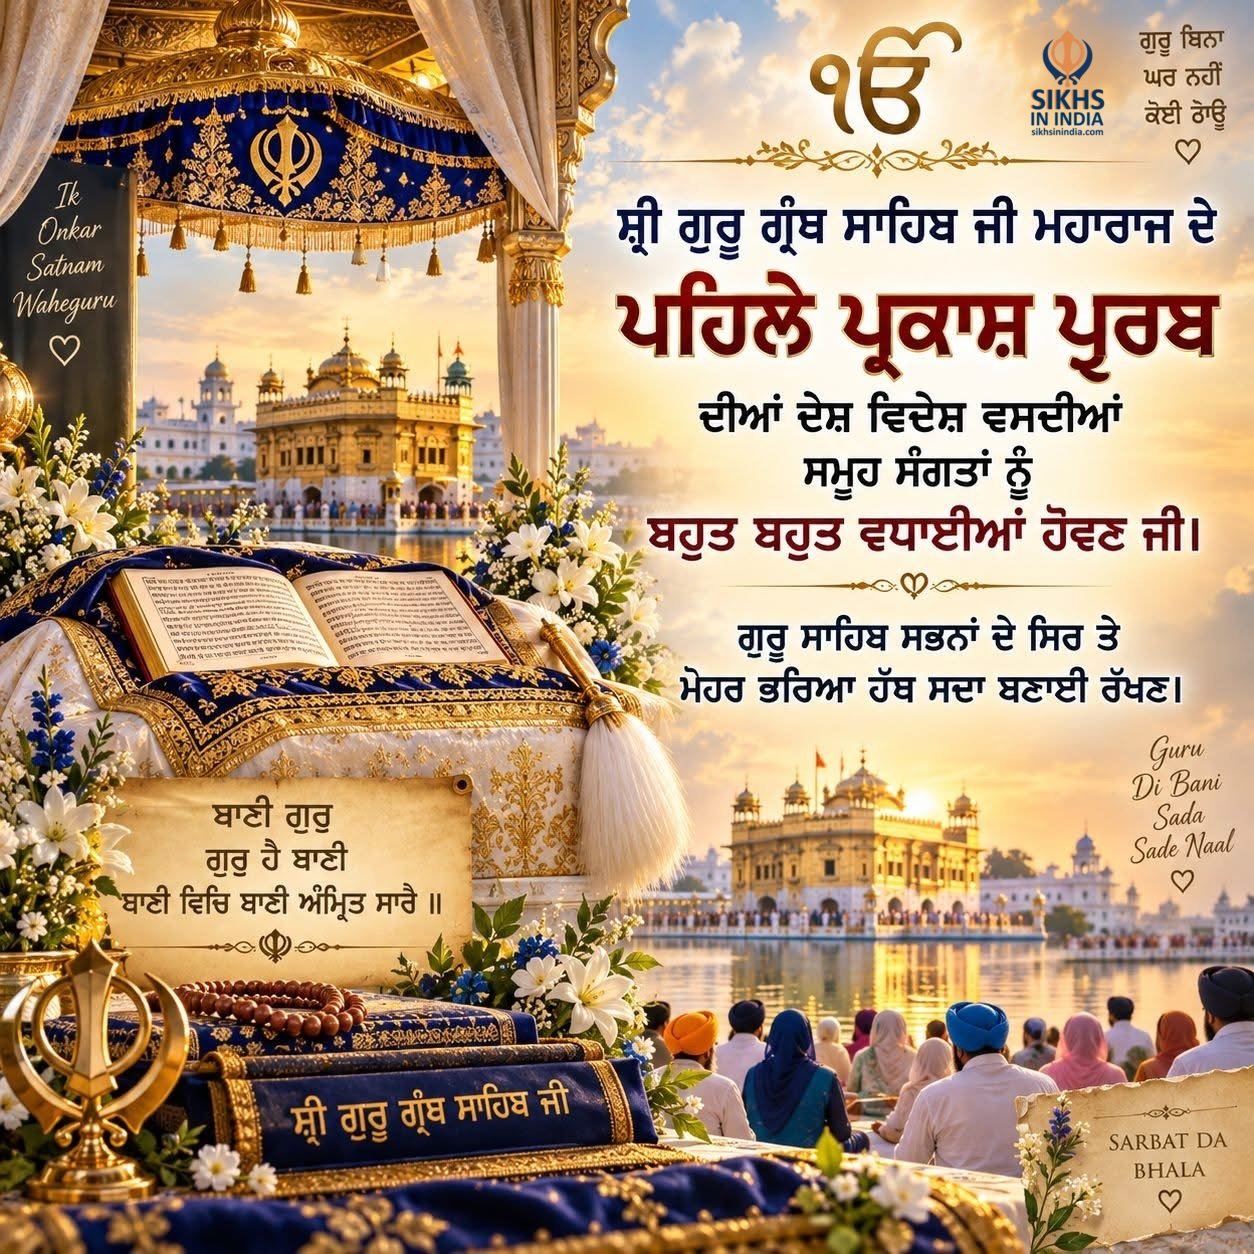 Ik
Onkar
Satnam
Waheguru
ੴ
SIKHS
IN INDIA
sikhsinindia.com
ਗੁਰੂ ਬਿਨਾ
ਘਰ ਨਹੀਂ
ਕੋਈ
ਸ਼੍ਰੀ ਗੁਰੂ ਗ੍ਰੰਥ ਸਾਹਿਬ ਜੀ ਮਹਾਰਾਜ ਦੇ
ਪਹਿਲੇ ਪ੍ਰਕਾਸ਼ ਪੁਰਬ
ਦੀਆਂ ਦੇਸ਼ ਵਿਦੇਸ਼ ਵਸਦੀਆਂ
ਸਮੂਹ ਸੰਗਤਾਂ ਨੂੰ
ਬਹੁਤ ਬਹੁਤ ਵਧਾਈਆਂ ਹੋਵਣ ਜੀ।
ਗੁਰੂ ਸਾਹਿਬ ਸਭਨਾਂ ਦੇ ਸਿਰ ਤੇ
ਮੇਹਰ ਭਰਿਆ ਹੱਥ ਸਦਾ ਬਣਾਈ ਰੱਖਣ।
Guru
Di Bani
Sada
Sade Naal
ਬਾਣੀ ਗੁਰੁ
ਗੁਰੁ ਹੈ ਬਾਣੀ
ਬਾਣੀ ਵਿਚਿ ਬਾਣੀ ਅੰਮ੍ਰਿਤ ਸਾਰੈ ॥
ਸ਼੍ਰੀ ਗੁਰੂ ਗ੍ਰੰਥ ਸਾਹਿਬ ਜੀ
SARBAT DA
BHALA